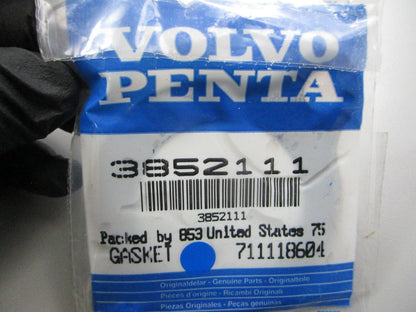 VOLVO
PENTA
3852111
3852111
Packed by 853 United States 75
GASKET 711118604
Originaldelar - Genuine Parts - Originalteile
Pièces d'origine - Ricambi Originali
Piezas Originales - Peças genuinas